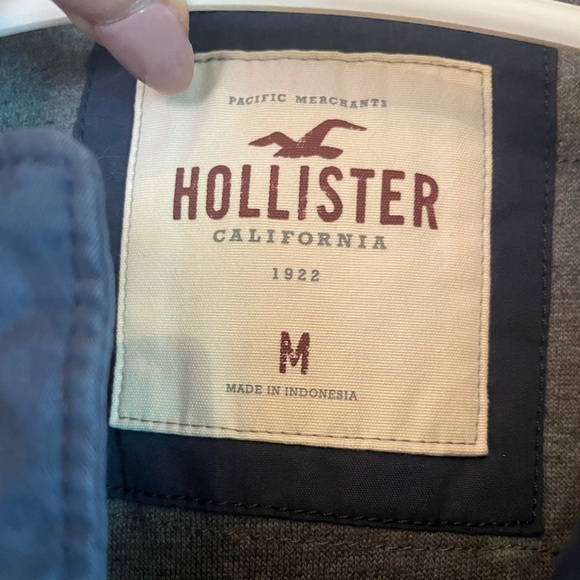 PACIFIC MERCHANTS
HOLLISTER
CALIFORNIA
1922
M
MADE IN INDONESIA